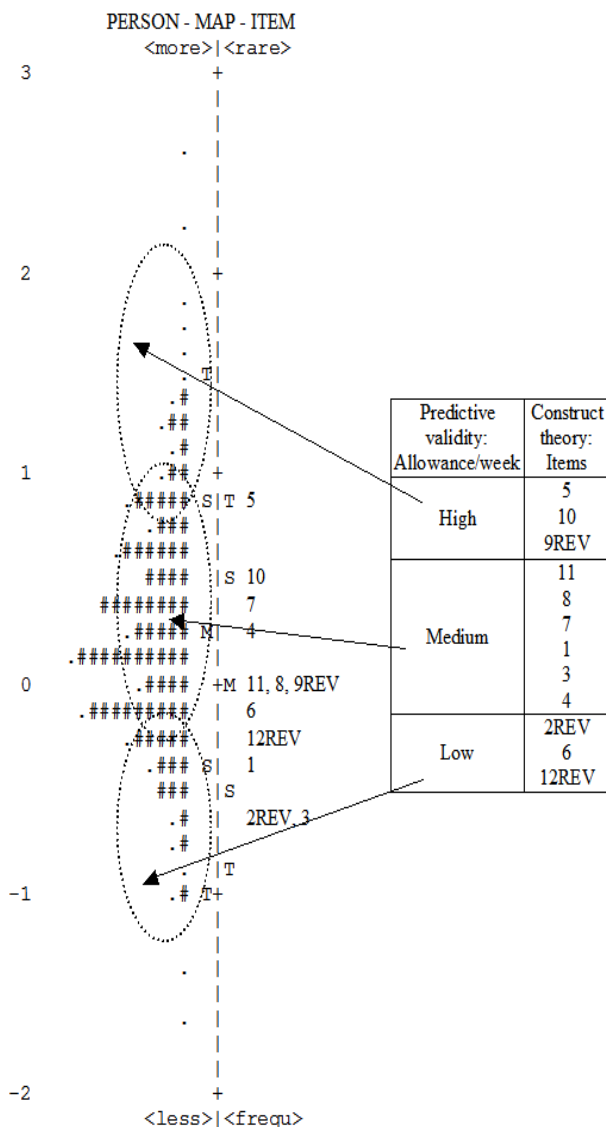 PERSON - MAP - ITEM
<more>|<rare>
3 +
|
|
. |
|
|
. |
|
2 +
. |
. |
. |
. T|
.# |
.## |
.# |
1 .## +
.##### S|T 5
.### |
.###### |
#### |S 10
######## | 7
.##### M| 4
.########## |
0 .#### +M 11, 8, 9REV
.######### | 6
.##### | 12REV
.### S| 1
### |S
.# | 2REV, 3
.# |
. |T
-1 .# T+
|
|
. |
|
. |
|
|
-2 +
<less>|<frequ>
Predictive validity: Allowance/week
Construct theory: Items
High
5
10
9REV
Medium
11
8
7
1
3
4
Low
2REV
6
12REV